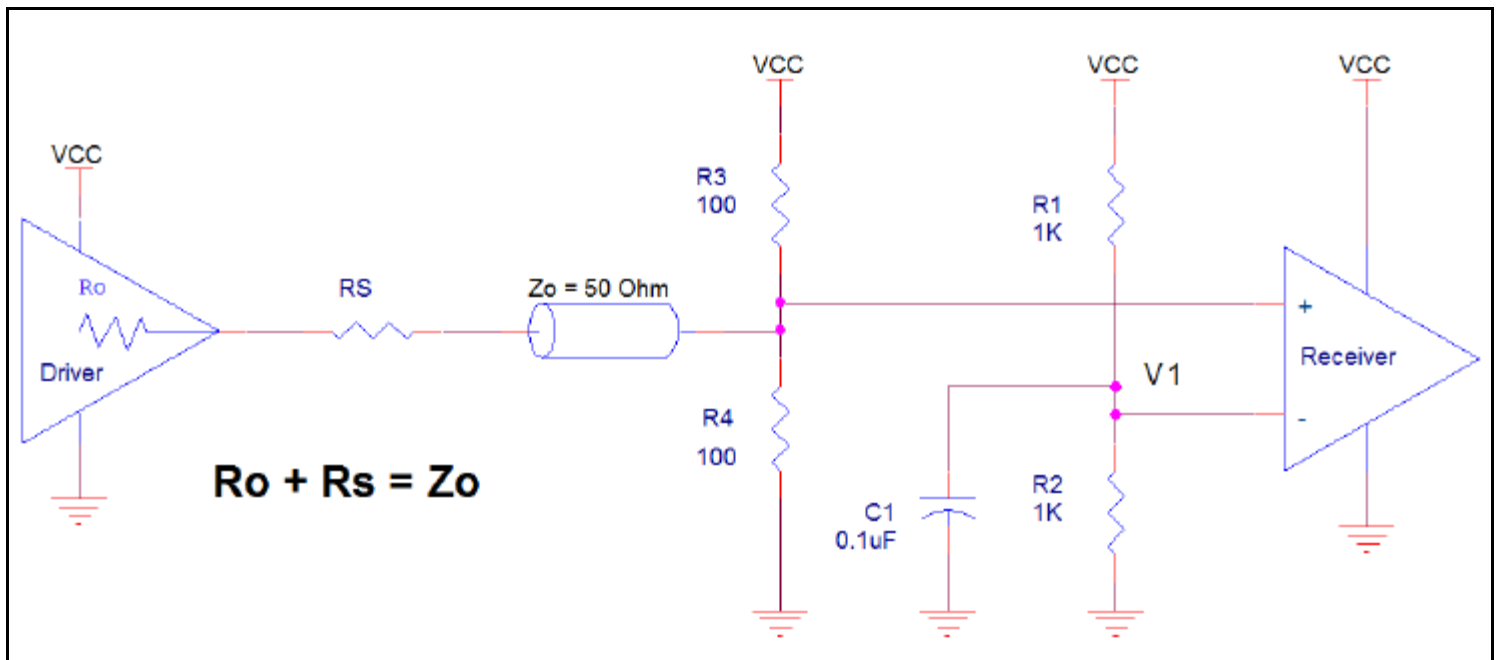 VCC
VCC
VCC
VCC
R3
100
R1
1K
Ro
RS
Zo = 50 Ohm
+
Driver
Receiver
V1
R4
100
-
Ro + Rs = Zo
R2
1K
C1
0.1uF